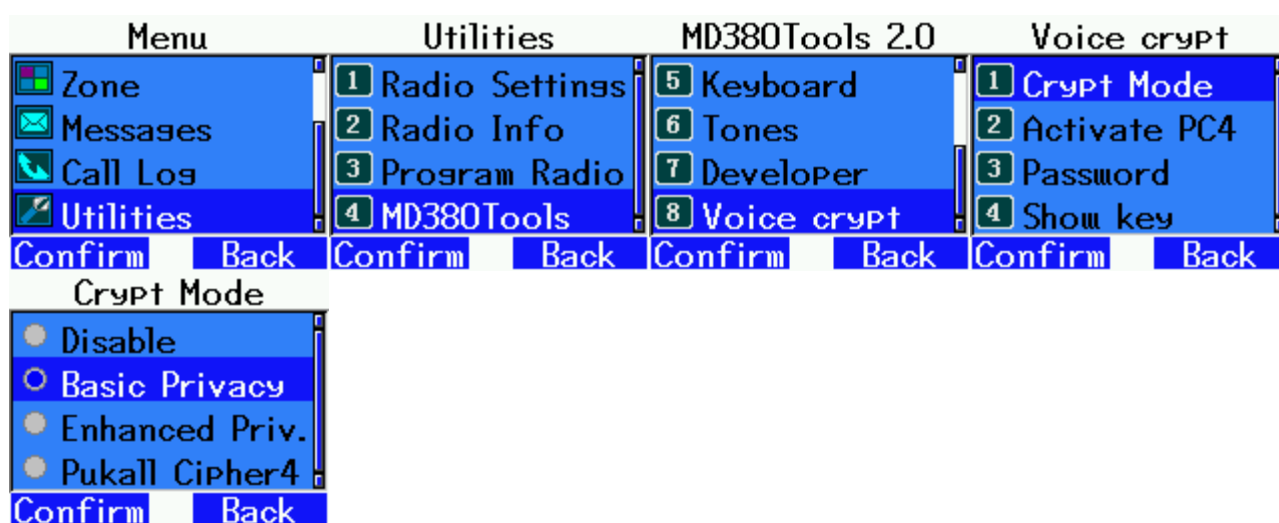 Menu
Zone
Messages
Call Log
Utilities
Confirm Back
Utilities
1 Radio Settings
2 Radio Info
3 Program Radio
4 MD380Tools
Confirm Back
MD380Tools 2.0
5 Keyboard
6 Tones
7 Developer
8 Voice crypt
Confirm Back
Voice crypt
1 Crypt Mode
2 Activate PC4
3 Password
4 Show key
Confirm Back
Crypt Mode
Disable
Basic Privacy
Enhanced Priv.
Pukall Cipher4
Confirm Back